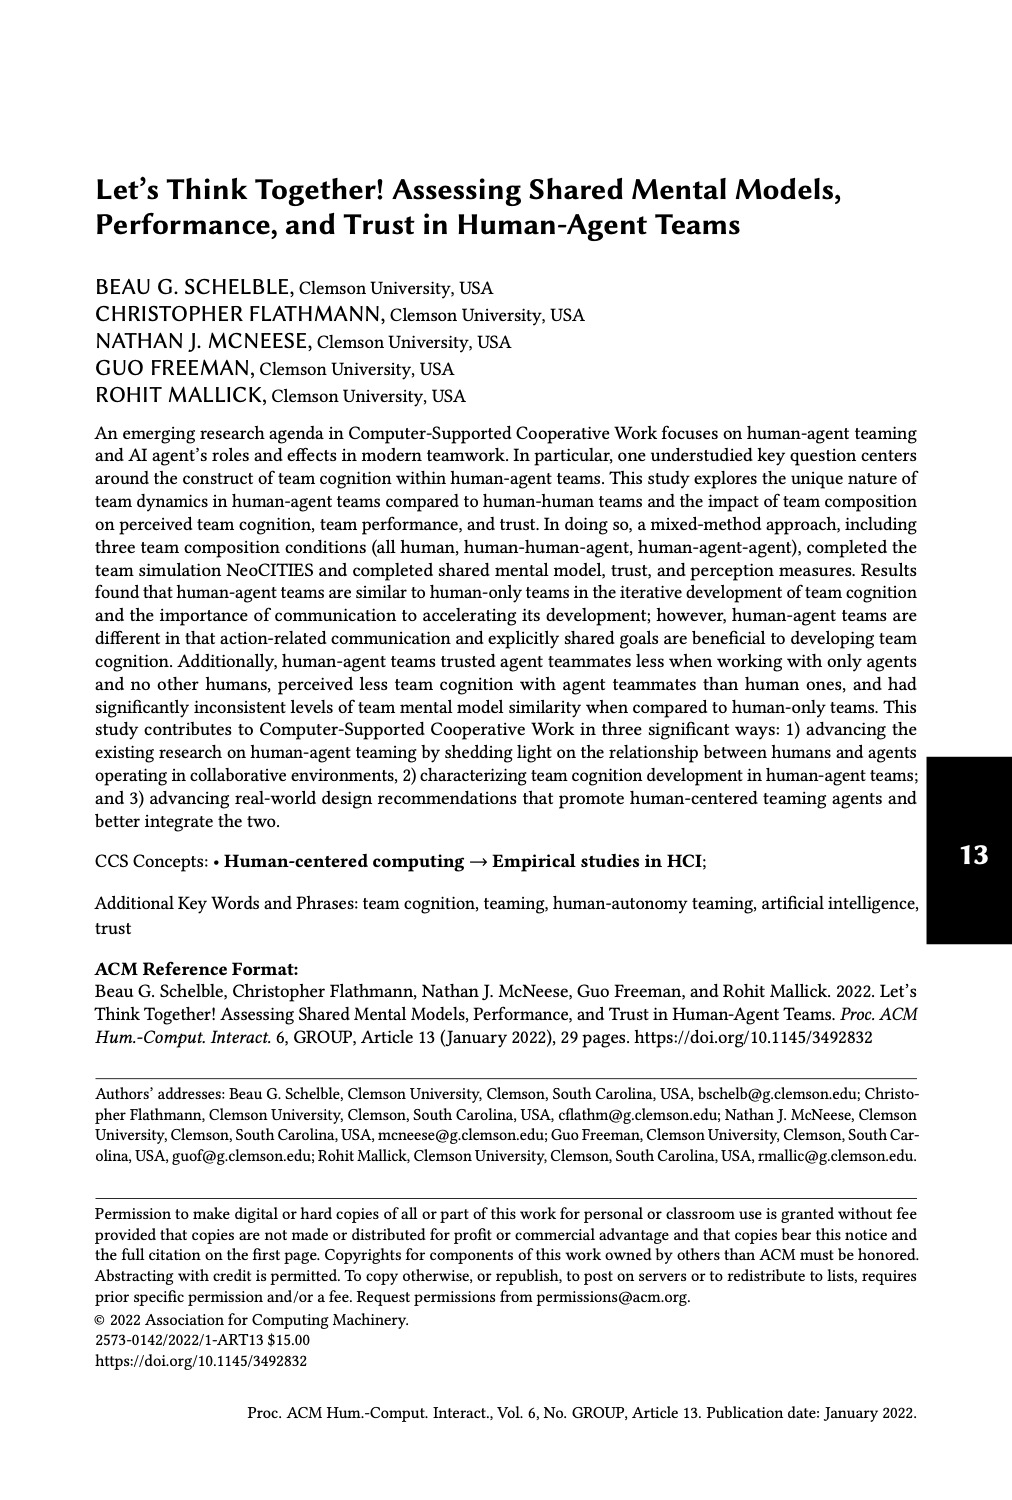 Let's Think Together! Assessing Shared Mental Models,
Performance, and Trust in Human-Agent Teams
BEAU G. SCHELBLE, Clemson University, USA
CHRISTOPHER FLATHMANN, Clemson University, USA
NATHAN J. MCNEESE, Clemson University, USA
GUO FREEMAN, Clemson University, USA
ROHIT MALLICK, Clemson University, USA
An emerging research agenda in Computer-Supported Cooperative Work focuses on human-agent teaming
and AI agent's roles and effects in modern teamwork. In particular, one understudied key question centers
around the construct of team cognition within human-agent teams. This study explores the unique nature of
team dynamics in human-agent teams compared to human-human teams and the impact of team composition
on perceived team cognition, team performance, and trust. In doing so, a mixed-method approach, including
three team composition conditions (all human, human-human-agent, human-agent-agent), completed the
team simulation NeoCITIES and completed shared mental model, trust, and perception measures. Results
found that human-agent teams are similar to human-only teams in the iterative development of team cognition
and the importance of communication to accelerating its development; however, human-agent teams are
different in that action-related communication and explicitly shared goals are beneficial to developing team
cognition. Additionally, human-agent teams trusted agent teammates less when working with only agents
and no other humans, perceived less team cognition with agent teammates than human ones, and had
significantly inconsistent levels of team mental model similarity when compared to human-only teams. This
study contributes to Computer-Supported Cooperative Work in three significant ways: 1) advancing the
existing research on human-agent teaming by shedding light on the relationship between humans and agents
operating in collaborative environments, 2) characterizing team cognition development in human-agent teams;
and 3) advancing real-world design recommendations that promote human-centered teaming agents and
better integrate the two.
13
CCS Concepts: • Human-centered computing → Empirical studies in HCI;
Additional Key Words and Phrases: team cognition, teaming, human-autonomy teaming, artificial intelligence,
trust
ACM Reference Format:
Beau G. Schelble, Christopher Flathmann, Nathan J. McNeese, Guo Freeman, and Rohit Mallick. 2022. Let's
Think Together! Assessing Shared Mental Models, Performance, and Trust in Human-Agent Teams. Proc. ACM
Hum.-Comput. Interact. 6, GROUP, Article 13 (January 2022), 29 pages. https://doi.org/10.1145/3492832
Authors' addresses: Beau G. Schelble, Clemson University, Clemson, South Carolina, USA, bschelb@g.clemson.edu; Christo-
pher Flathmann, Clemson University, Clemson, South Carolina, USA, cflathm@g.clemson.edu; Nathan J. McNeese, Clemson
University, Clemson, South Carolina, USA, mcneese@g.clemson.edu; Guo Freeman, Clemson University, Clemson, South Car-
olina, USA, guof@g.clemson.edu; Rohit Mallick, Clemson University, Clemson, South Carolina, USA, rmallic@g.clemson.edu.
Permission to make digital or hard copies of all or part of this work for personal or classroom use is granted without fee
provided that copies are not made or distributed for profit or commercial advantage and that copies bear this notice and
the full citation on the first page. Copyrights for components of this work owned by others than ACM must be honored.
Abstracting with credit is permitted. To copy otherwise, or republish, to post on servers or to redistribute to lists, requires
prior specific permission and/or a fee. Request permissions from permissions@acm.org.
© 2022 Association for Computing Machinery.
2573-0142/2022/1-ART13 $15.00
https://doi.org/10.1145/3492832
Proc. ACM Hum.-Comput. Interact., Vol. 6, No. GROUP, Article 13. Publication date: January 2022.